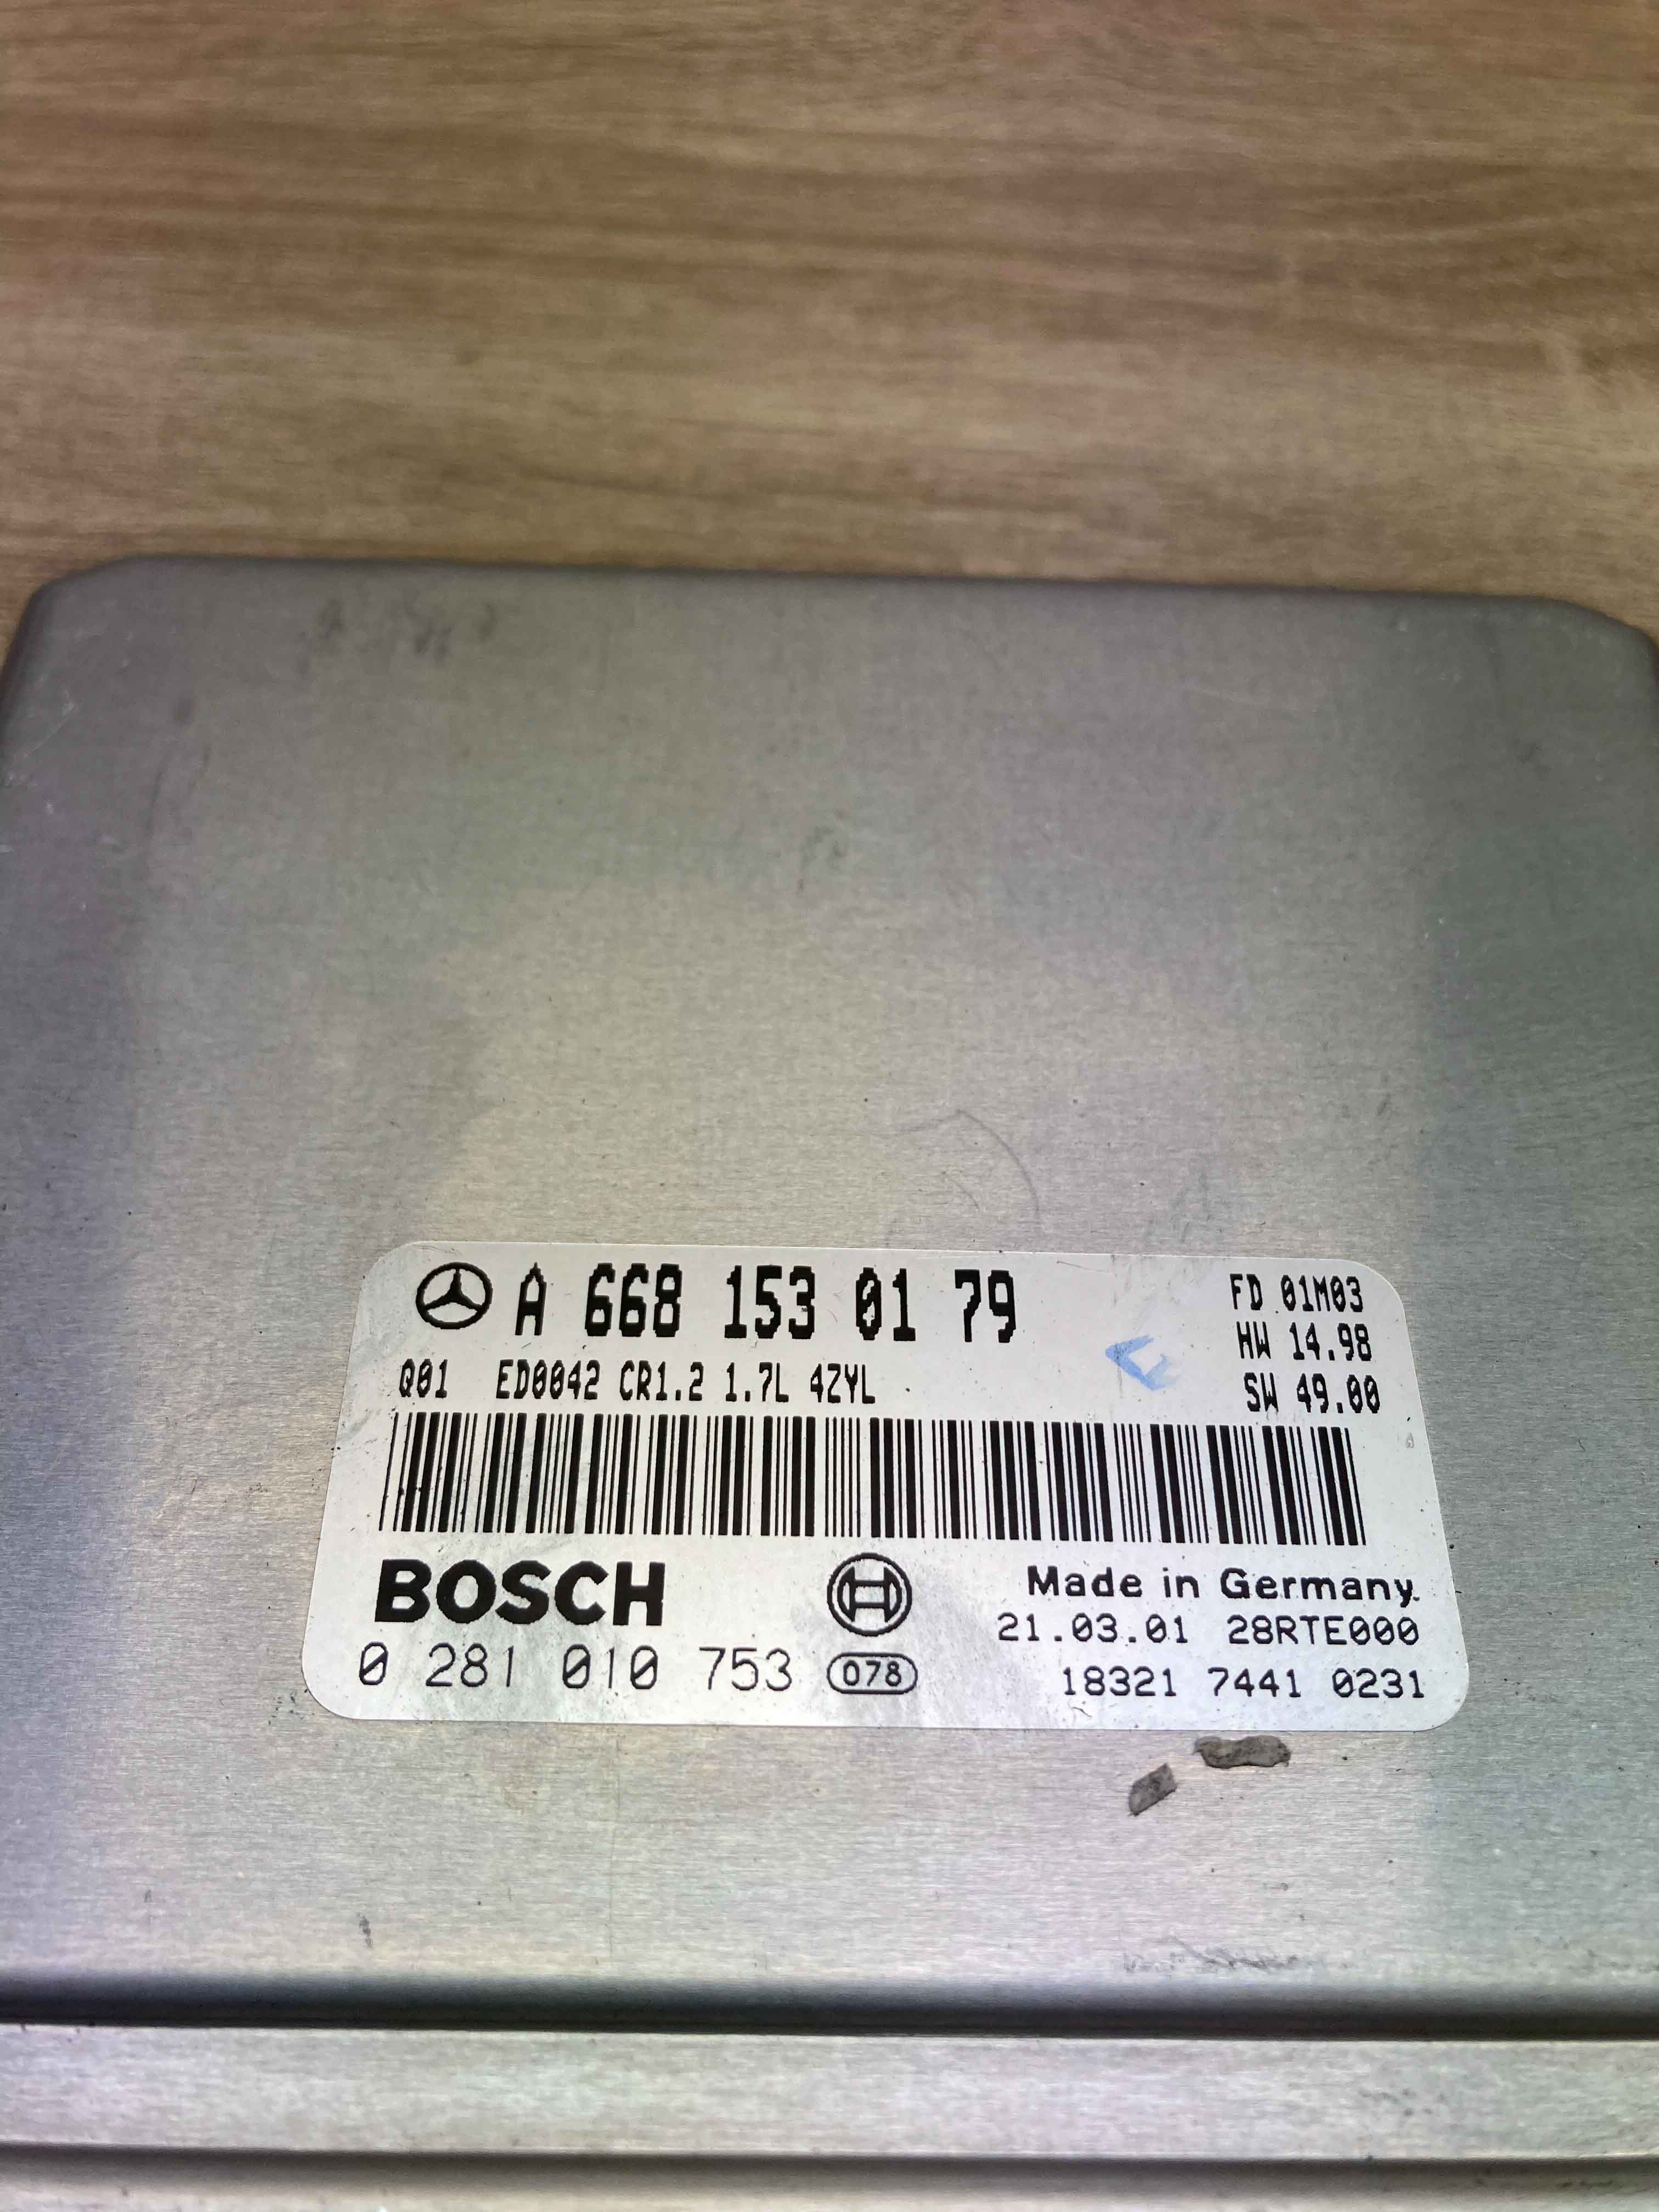 A 668 153 01 79
FD 01M03
HW 14.98
Q01 ED0042 CR1.2 1.7L 4ZYL
SW 49.00
BOSCH
Made in Germany.
21.03.01 28RTE000
0 281 010 753 078
18321 7441 0231